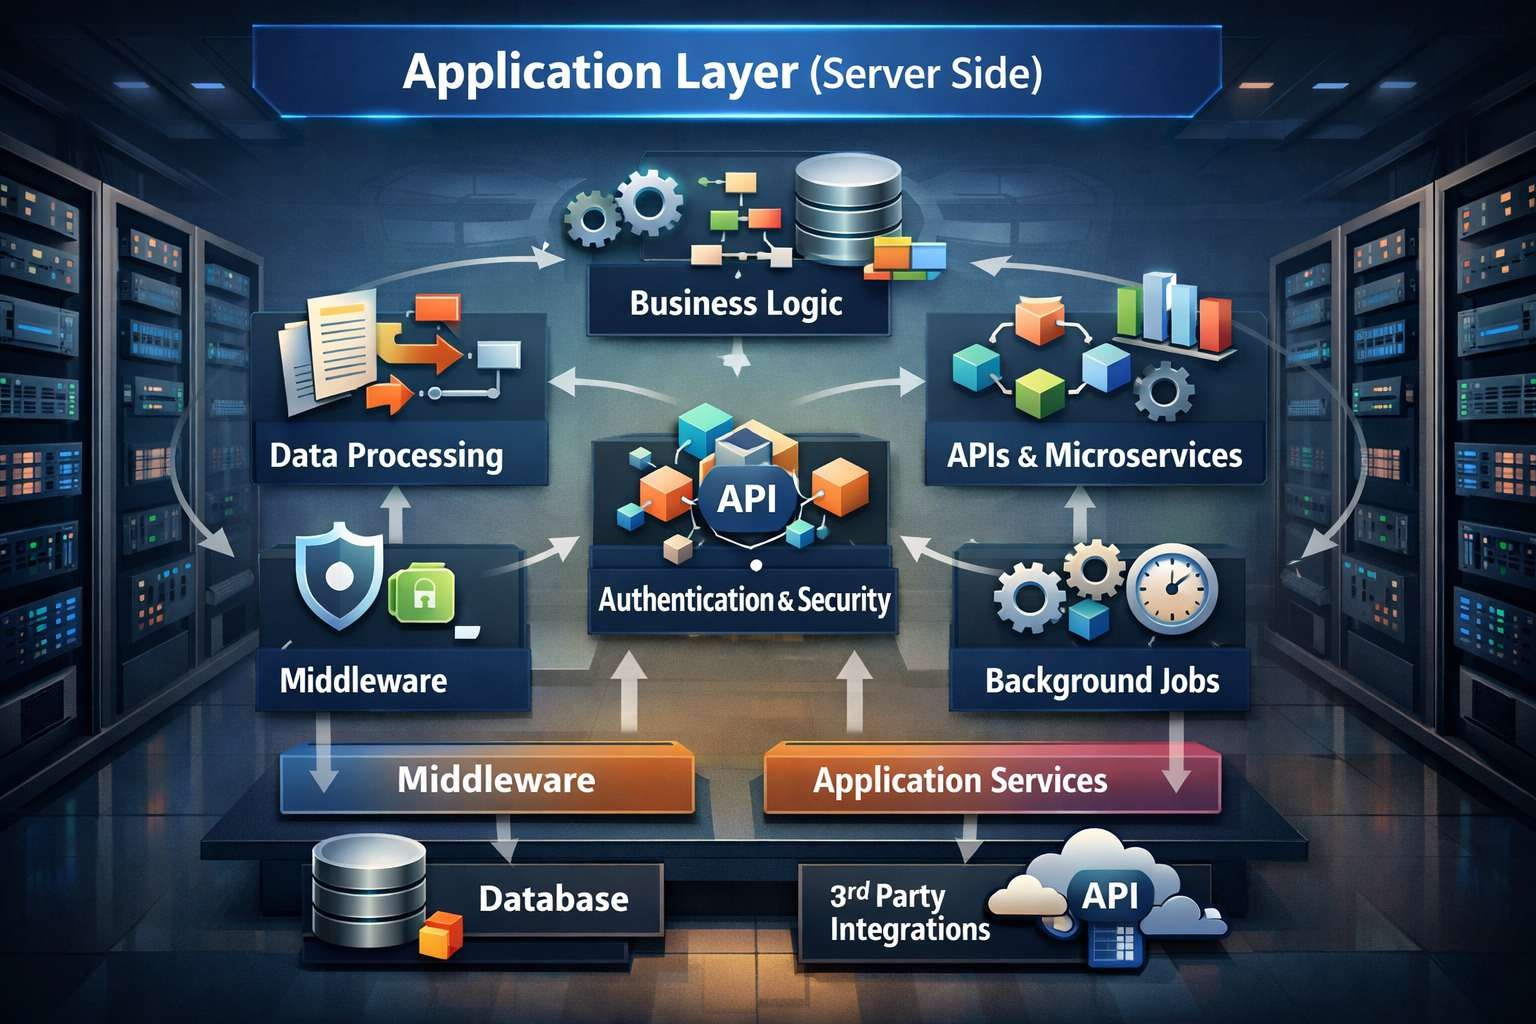 Application Layer (Server Side)
Business Logic
Data Processing
APIs & Microservices
API
Authentication & Security
Middleware
Background Jobs
Middleware
Application Services
Database
3rd Party
Integrations
API